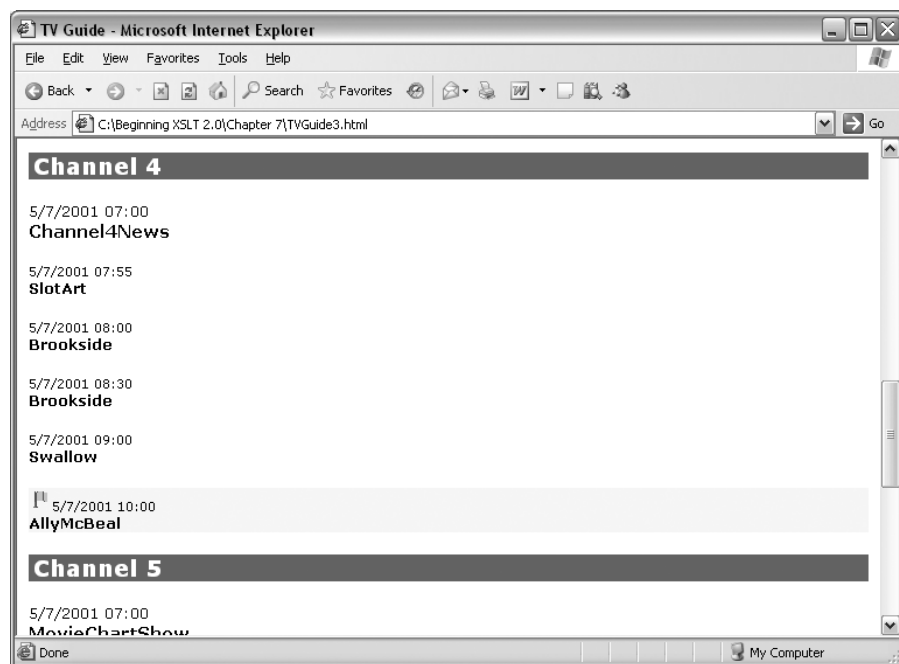 TV Guide - Microsoft Internet Explorer
File Edit View Favorites Tools Help
Back Search Favorites
Address C:\Beginning XSLT 2.0\Chapter 7\TVGuide3.html Go
Channel 4
5/7/2001 07:00
Channel4News
5/7/2001 07:55
SlotArt
5/7/2001 08:00
Brookside
5/7/2001 08:30
Brookside
5/7/2001 09:00
Swallow
5/7/2001 10:00
AllyMcBeal
Channel 5
5/7/2001 07:00
MovieChartShow
Done My Computer